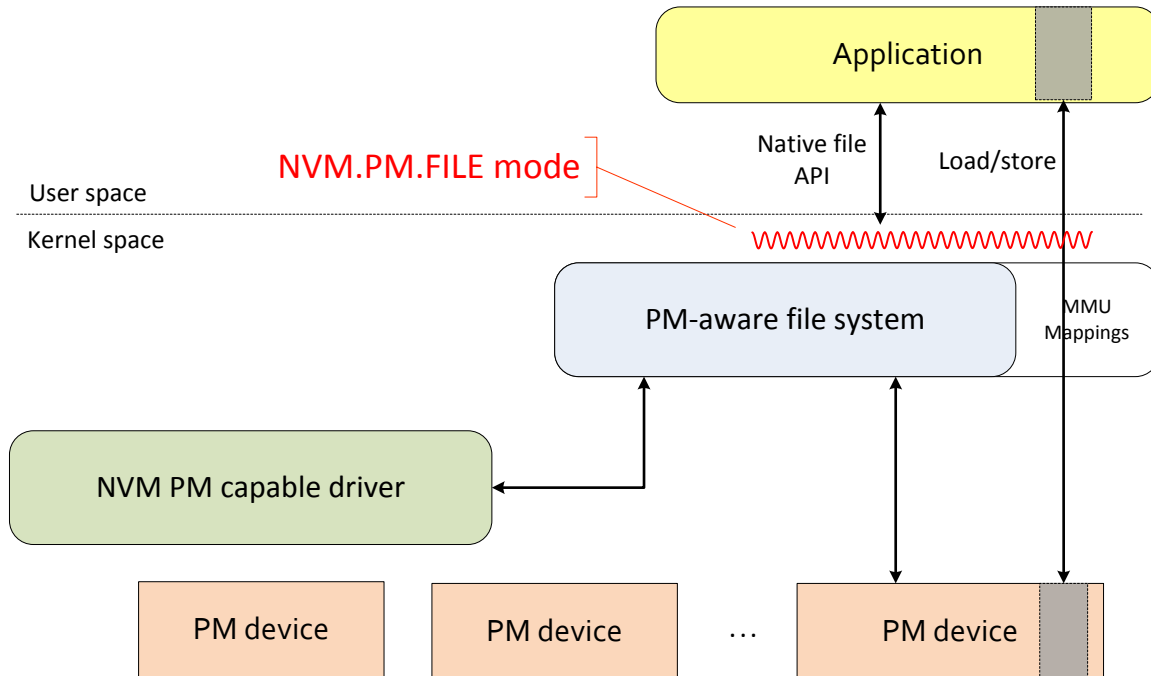 Application
Native file
API
Load/store
NVM.PM.FILE mode
User space
Kernel space
PM-aware file system
MMU
Mappings
NVM PM capable driver
PM device
PM device
...
PM device